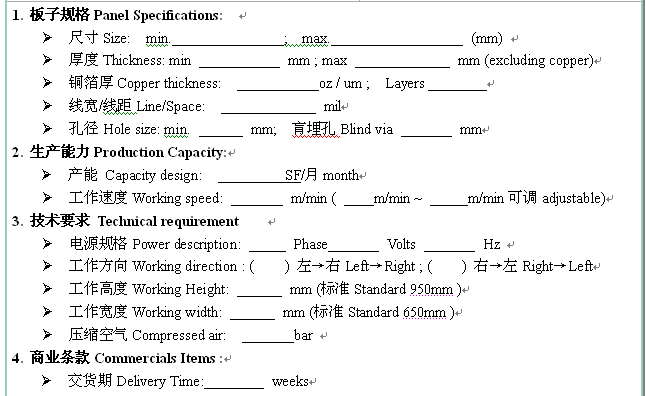 1. 板子规格 Panel Specifications:
➢ 尺寸 Size: min.________________; max.___________________ (mm)
➢ 厚度 Thickness: min ____________ mm ; max ______________ mm (excluding copper)
➢ 铜箔厚 Copper thickness: ____________oz / um ; Layers ________
➢ 线宽/线距 Line/Space: ______________ mil
➢ 孔径 Hole size: min. ______ mm; 盲埋孔 Blind via _______ mm
2. 生产能力 Production Capacity:
➢ 产能 Capacity design: __________SF/月 month
➢ 工作速度 Working speed: _______ m/min ( ____m/min ~ _____m/min 可调 adjustable)
3. 技术要求 Technical requirement
➢ 电源规格 Power description: _____ Phase_______ Volts _______ Hz
➢ 工作方向 Working direction : ( ) 左→右 Left→Right ; ( ) 右→左 Right→Left
➢ 工作高度 Working Height: ______ mm (标准 Standard 950mm )
➢ 工作宽度 Working width: ______ mm (标准 Standard 650mm )
➢ 压缩空气 Compressed air: _______bar
4. 商业条款 Commercials Items :
➢ 交货期 Delivery Time:________ weeks